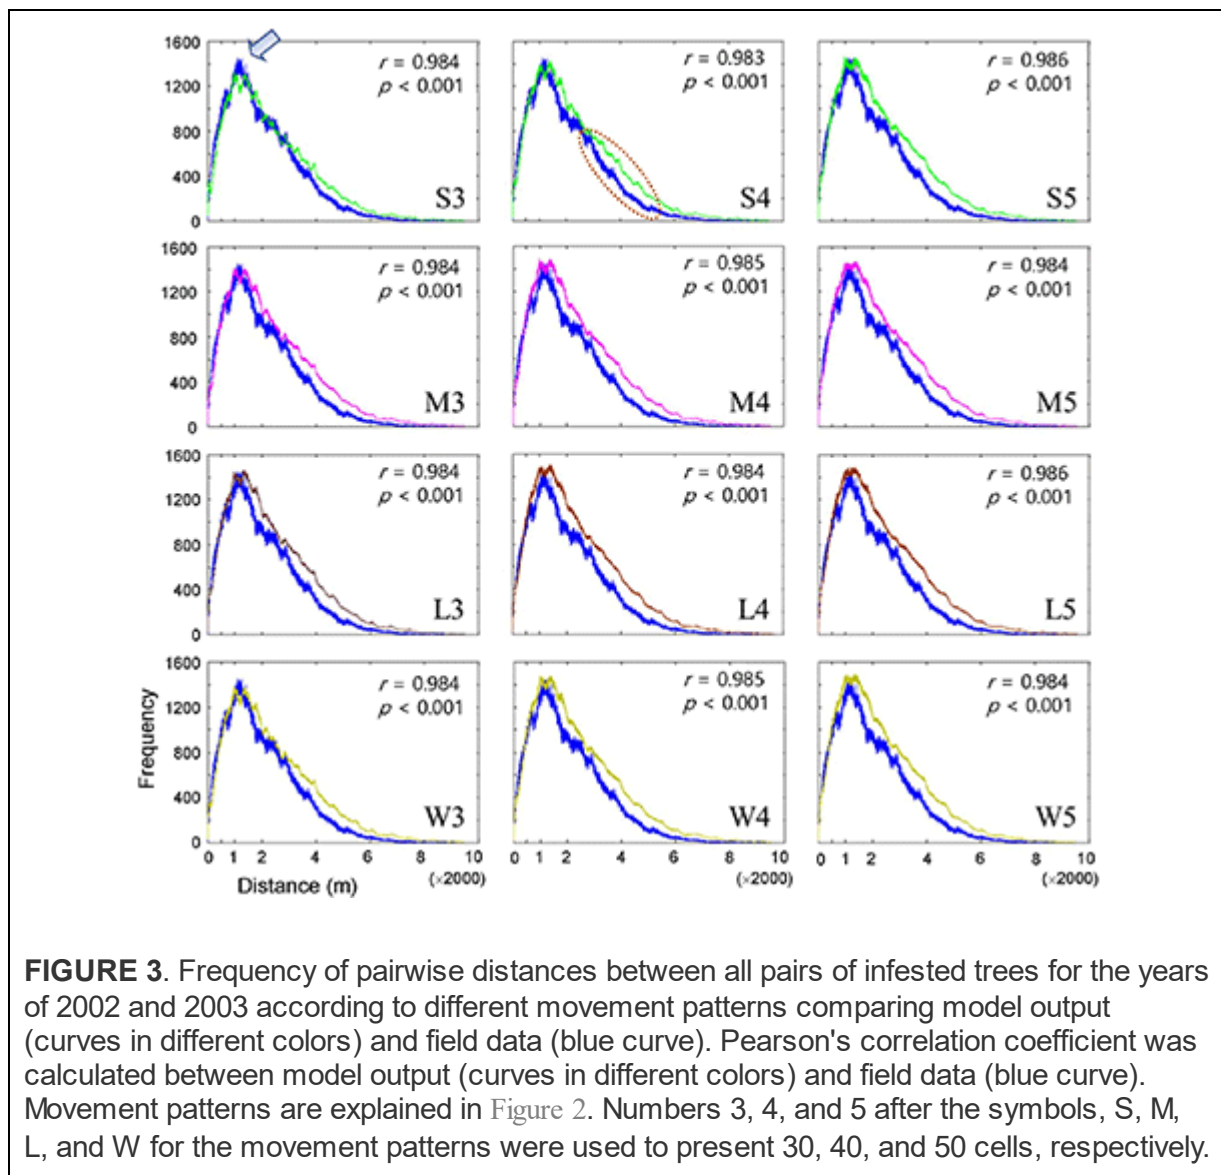 1600
1200
800
400
0
r = 0.984
p < 0.001
S3
r = 0.983
p < 0.001
S4
r = 0.986
p < 0.001
S5
1600
1200
800
400
0
r = 0.984
p < 0.001
M3
r = 0.985
p < 0.001
M4
r = 0.984
p < 0.001
M5
1600
1200
800
400
0
r = 0.984
p < 0.001
L3
r = 0.984
p < 0.001
L4
r = 0.986
p < 0.001
L5
Frequency
1600
1200
800
400
0
r = 0.984
p < 0.001
W3
r = 0.985
p < 0.001
W4
r = 0.984
p < 0.001
W5
0 1 2 4 6 8 10
(×2000)
0 1 2 4 6 8 10
(×2000)
0 1 2 4 6 8 10
(×2000)
Distance (m)
FIGURE 3. Frequency of pairwise distances between all pairs of infested trees for the years
of 2002 and 2003 according to different movement patterns comparing model output
(curves in different colors) and field data (blue curve). Pearson's correlation coefficient was
calculated between model output (curves in different colors) and field data (blue curve).
Movement patterns are explained in Figure 2. Numbers 3, 4, and 5 after the symbols, S, M,
L, and W for the movement patterns were used to present 30, 40, and 50 cells, respectively.